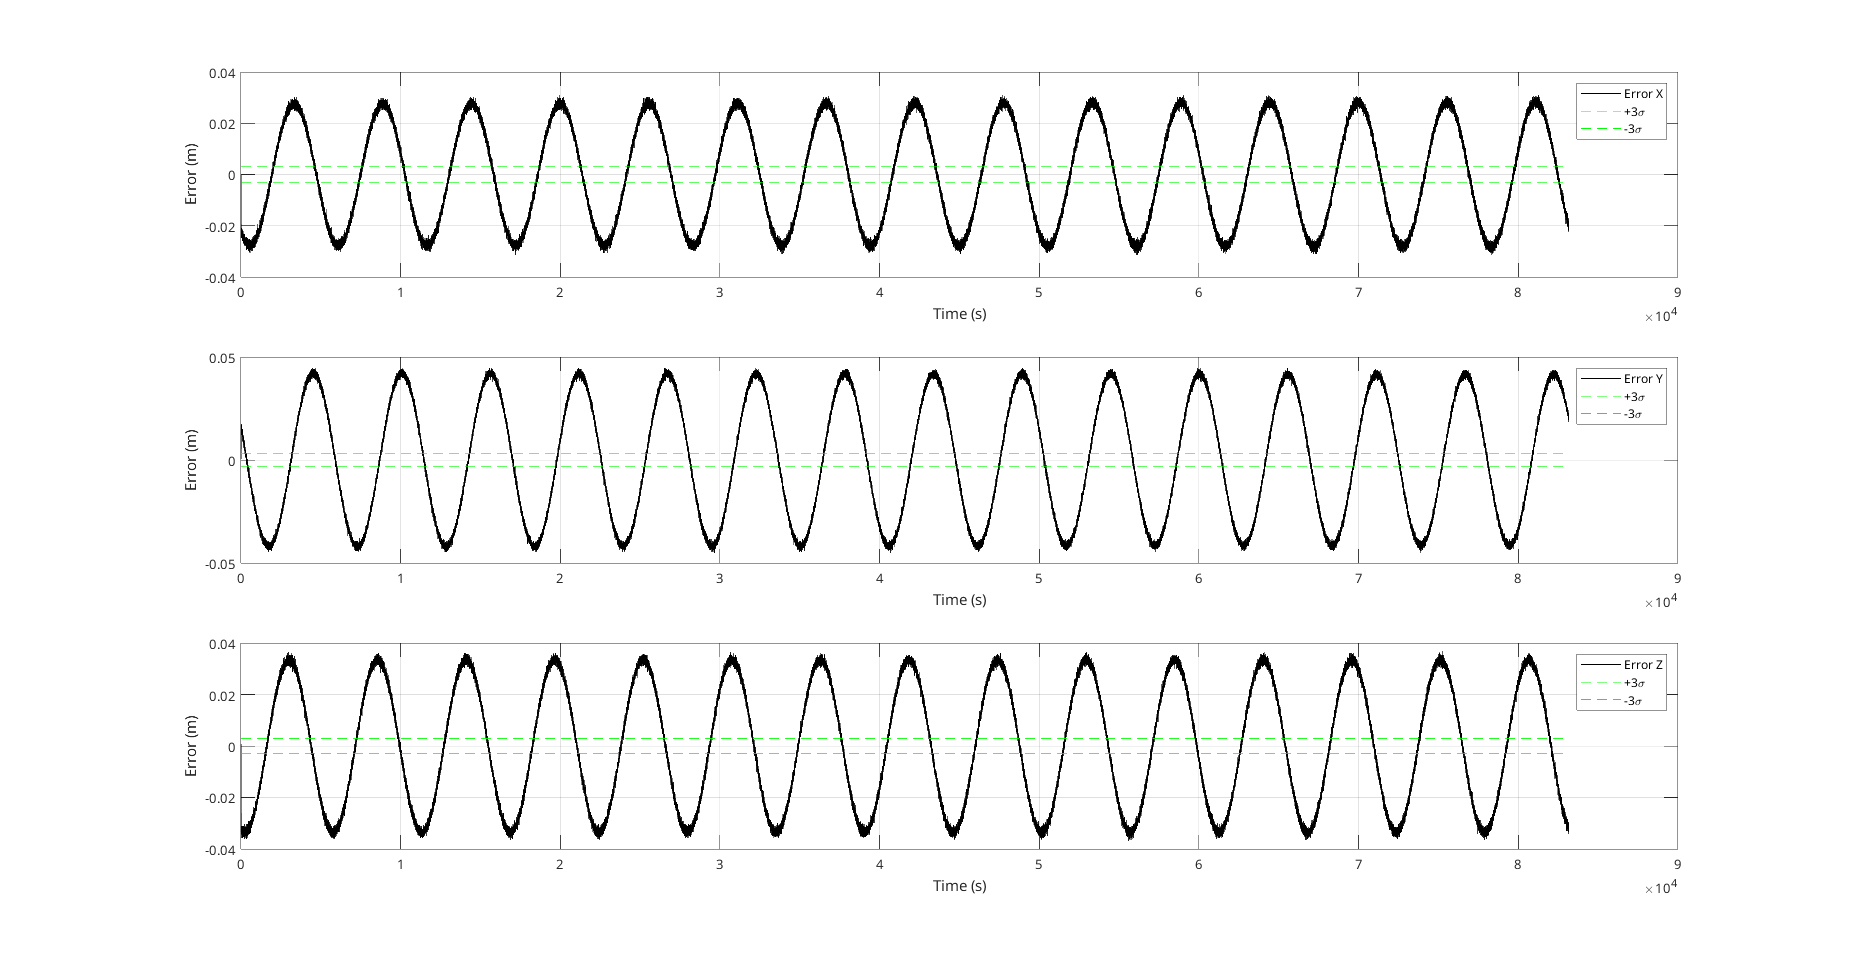 0.04
0.02
0
-0.02
-0.04
Error (m)
0 1 2 3 4 5 6 7 8 9
Time (s)
×10^4
Error X
+3σ
-3σ
0.05
0
-0.05
Error (m)
0 1 2 3 4 5 6 7 8 9
Time (s)
×10^4
Error Y
+3σ
-3σ
0.04
0.02
0
-0.02
-0.04
Error (m)
0 1 2 3 4 5 6 7 8 9
Time (s)
×10^4
Error Z
+3σ
-3σ